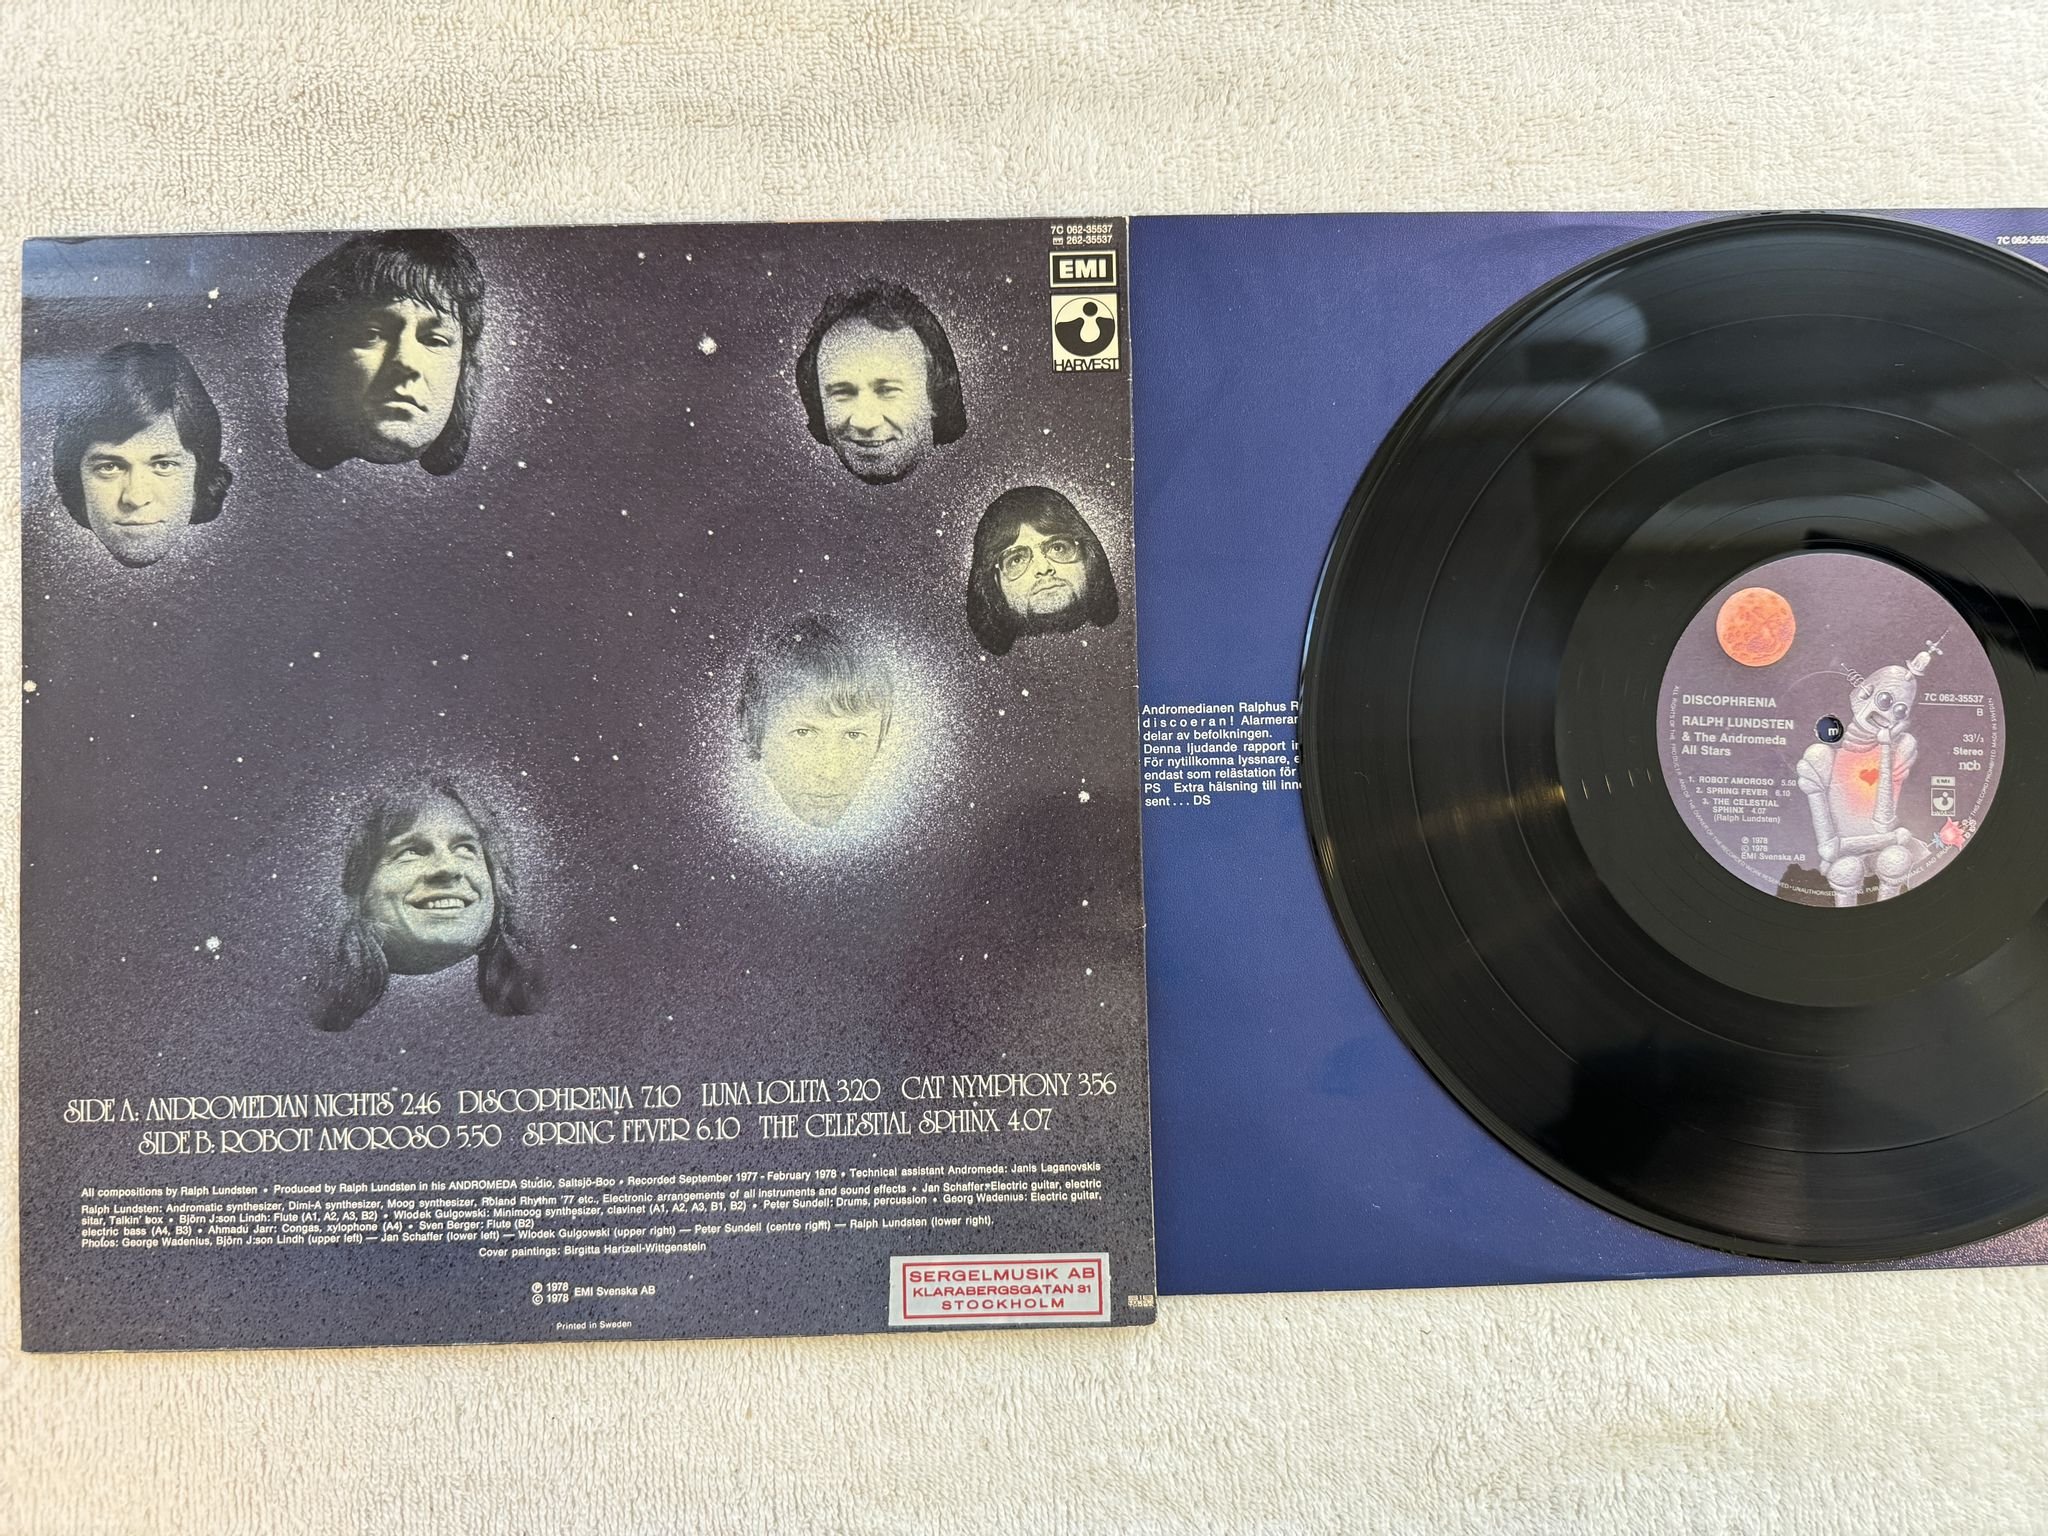 7C 062-35537
262-35537
EMI
HARVEST
SIDE A: ANDROMEDIAN NIGHTS 2.46 DISCOPHRENIA 7.10 LUNA LOLITA 3.20 CAT NYMPHONY 3.56
SIDE B: ROBOT AMOROSO 5.50 SPRING FEVER 6.10 THE CELESTIAL SPHINX 4.07
All compositions by Ralph Lundsten • Produced by Ralph Lundsten in his ANDROMEDA Studio, Saltsjö-Boo • Recorded September 1977 - February 1978 • Technical assistant Andromeda: Janis Laganovskis
Ralph Lundsten: Andromatic synthesizer, Dimi-A synthesizer, Moog synthesizer, Roland Rhythm '77 etc., Electronic arrangements of all instruments and sound effects • Jan Schaffer: Electric guitar, electric
sitar, Talkin' box • Björn J:son Lindh: Flute (A1, A2, A3, B2) • Wlodek Gulgowski: Minimoog synthesizer, clavinet (A1, A2, A3, B1, B2) • Peter Sundell: Drums, percussion • Georg Wadenius: Electric guitar,
electric bass (A4, B3) • Ahmadu Jarr: Congas, xylophone (A4) • Sven Berger: Flute (B2)
Photos: George Wadenius, Björn J:son Lindh (upper left) — Jan Schaffer (lower left) — Wlodek Gulgowski (upper right) — Peter Sundell (centre right) — Ralph Lundsten (lower right).
Cover paintings: Birgitta Hartzell-Wittgenstein
℗ 1978
© 1978 EMI Svenska AB
Printed in Sweden
SERGELMUSIK AB
KLARABERGSGATAN 31
STOCKHOLM
7C 062-3553
Andromedianen Ralphus R
discoeran! Alarmeran
delar av befolkningen.
Denna ljudande rapport in
För nytillkomna lyssnare, e
endast som relästation för
PS Extra hälsning till inn
sent... DS
DISCOPHRENIA
RALPH LUNDSTEN
& The Andromeda
All Stars
7C 062-35537
B
33 1/3
Stereo
ncb
1. ROBOT AMOROSO 5.50
2. SPRING FEVER 6.10
3. THE CELESTIAL
SPHINX 4.07
(Ralph Lundsten)
℗ 1978
© 1978
EMI Svenska AB
EMI